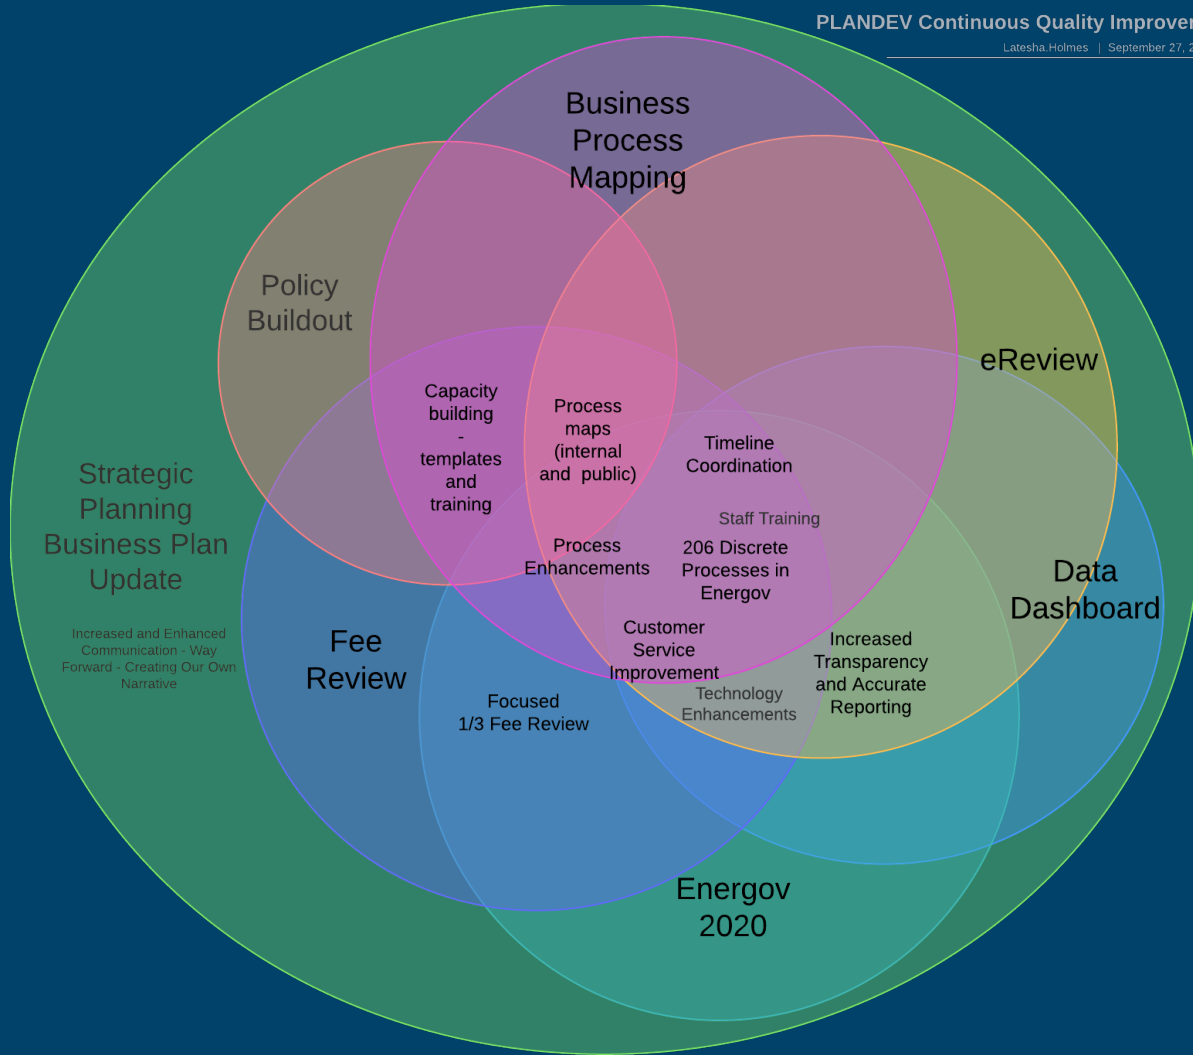 PLANDEV Continuous Quality Improver
Latesha.Holmes | September 27, 2
Business
Process
Mapping
Policy
Buildout
eReview
Capacity
building
-
templates
and
training
Process
maps
(internal
and public)
Timeline
Coordination
Strategic
Planning
Business Plan
Update
Staff Training
Process
Enhancements
206 Discrete
Processes in
Energov
Data
Dashboard
Increased and Enhanced
Communication - Way
Forward - Creating Our Own
Narrative
Fee
Review
Customer
Service
Improvement
Increased
Transparency
and Accurate
Reporting
Technology
Enhancements
Focused
1/3 Fee Review
Energov
2020